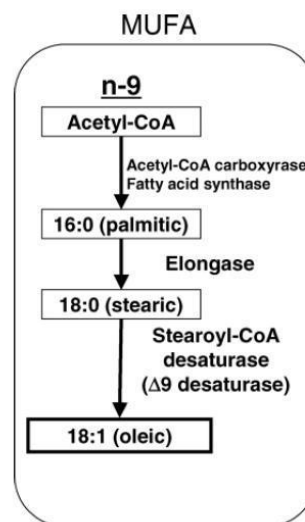 MUFA
n-9
Acetyl-CoA
Acetyl-CoA carboxyrase
Fatty acid synthase
16:0 (palmitic)
Elongase
18:0 (stearic)
Stearoyl-CoA
desaturase
(Δ9 desaturase)
18:1 (oleic)